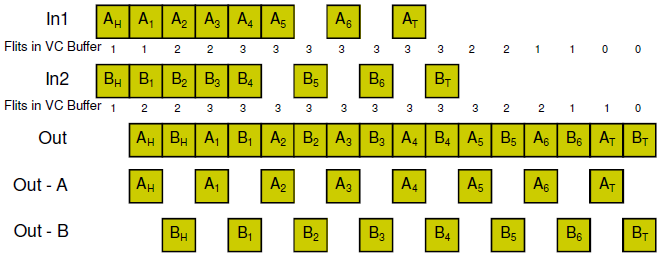 In1 A_H A_1 A_2 A_3 A_4 A_5 A_6 A_T
Flits in VC Buffer 1 1 2 2 3 3 3 3 3 3 3 2 2 1 1 0 0
In2 B_H B_1 B_2 B_3 B_4 B_5 B_6 B_T
Flits in VC Buffer 1 2 2 3 3 3 3 3 3 3 3 3 2 2 1 1 0
Out A_H B_H A_1 B_1 A_2 B_2 A_3 B_3 A_4 B_4 A_5 B_5 A_6 B_6 A_T B_T
Out - A A_H A_1 A_2 A_3 A_4 A_5 A_6 A_T
Out - B B_H B_1 B_2 B_3 B_4 B_5 B_6 B_T